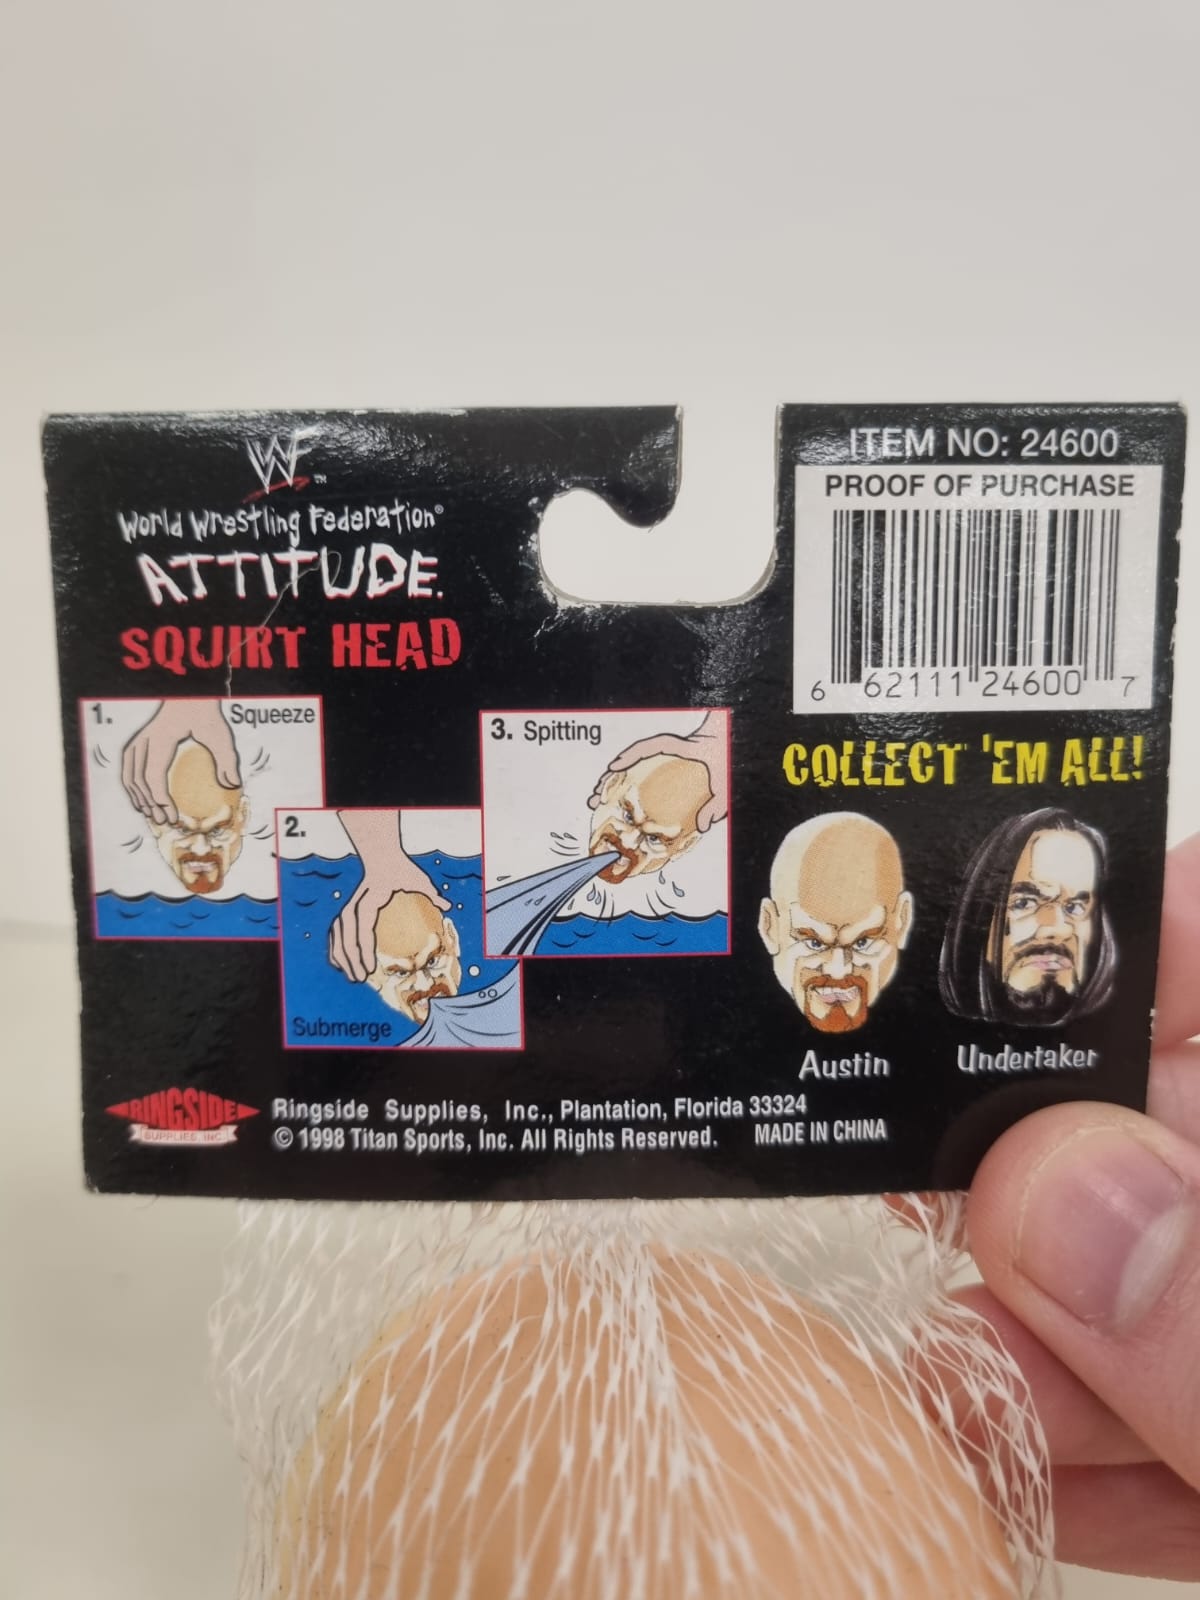 WF™
World Wrestling Federation®
ATTITUDE.
SQUIRT HEAD
1. Squeeze
2.
Submerge
3. Spitting
ITEM NO: 24600
PROOF OF PURCHASE
6 62111 24600 7
COLLECT 'EM ALL!
Austin Undertaker
RINGSIDE
SUPPLIES, INC.
Ringside Supplies, Inc., Plantation, Florida 33324
© 1998 Titan Sports, Inc. All Rights Reserved. MADE IN CHINA